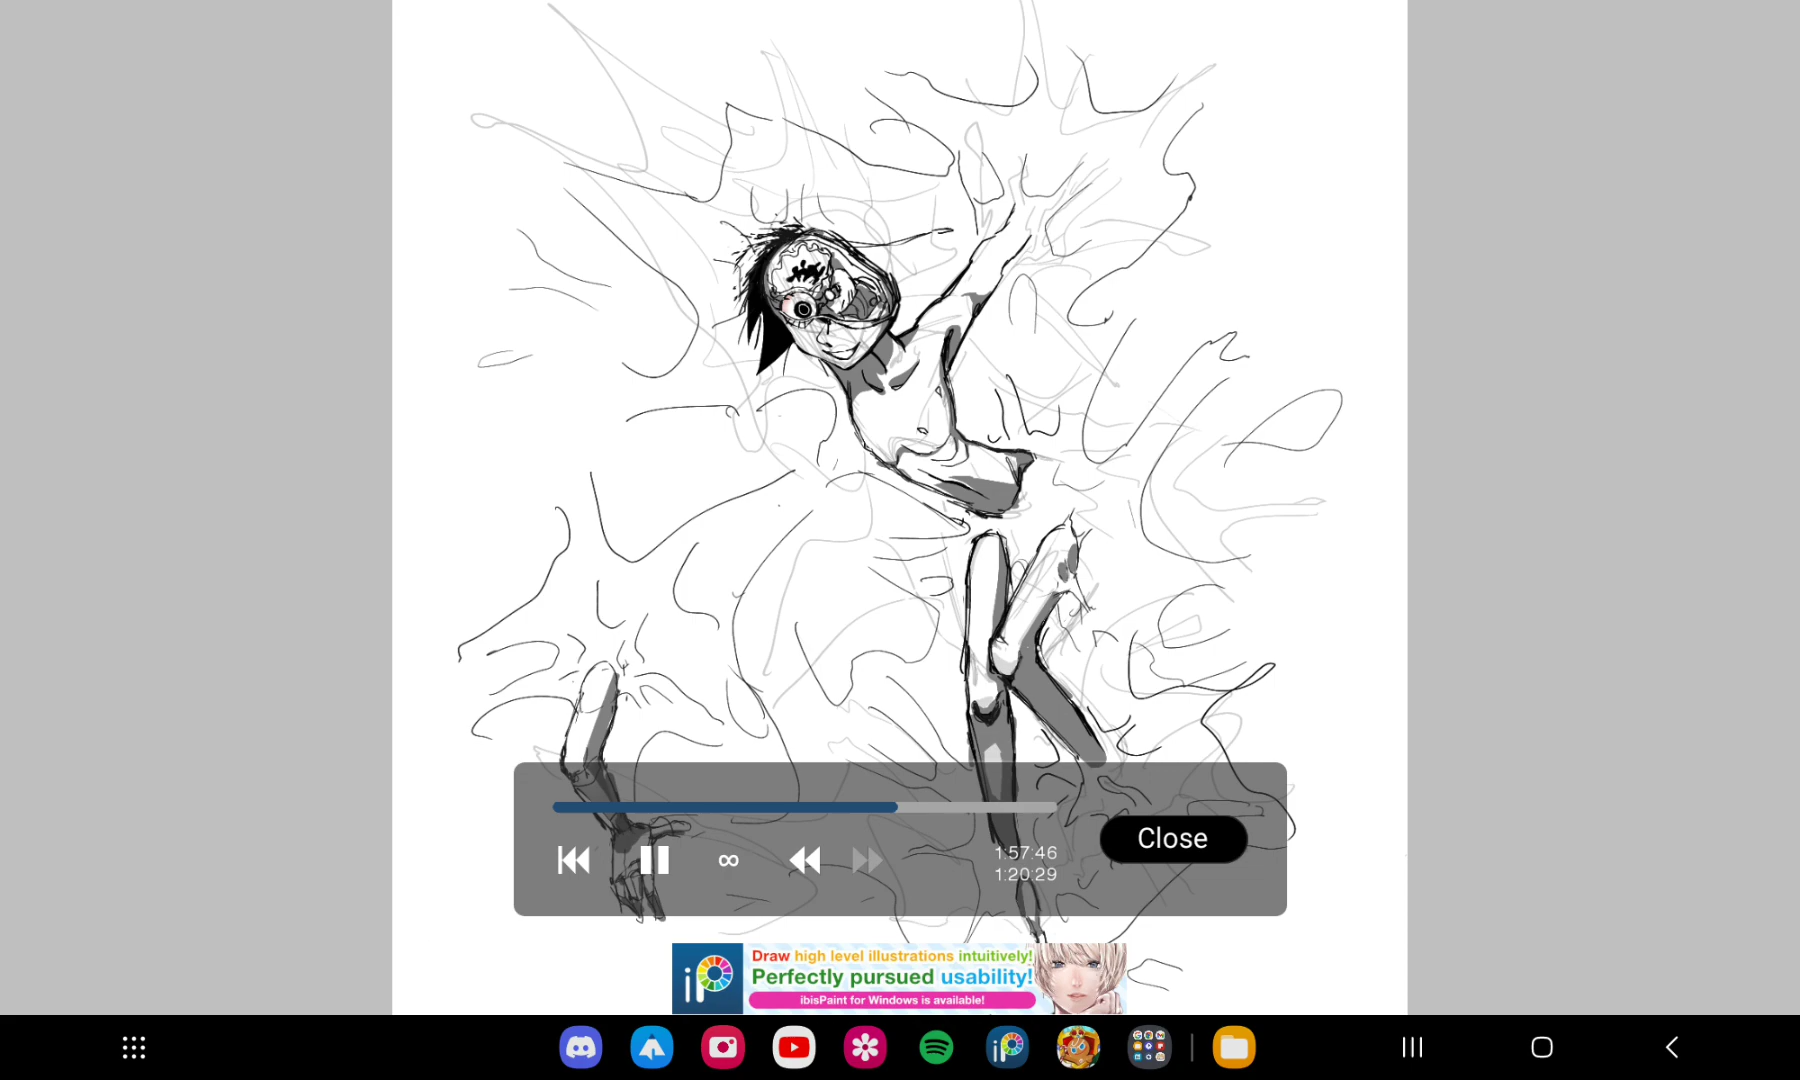 1:57:46
1:20:29
Close
Draw high level illustrations intuitively!
Perfectly pursued usability!
ibisPaint for Windows is available!
iP